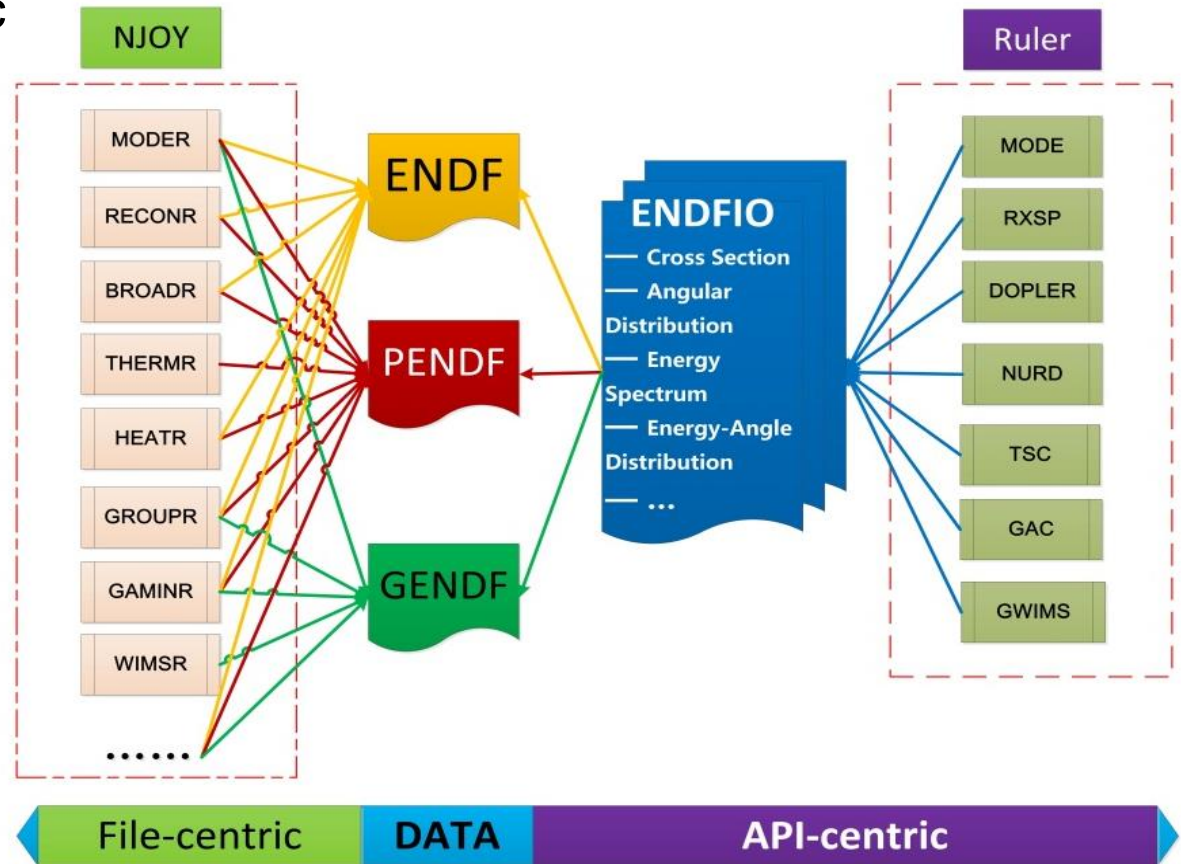 c
NJOY
Ruler
MODER
RECONR
BROADR
THERMR
HEATR
GROUPR
GAMINR
WIMSR
......
ENDF
PENDF
GENDF
ENDFIO
— Cross Section
— Angular
Distribution
— Energy
Spectrum
— Energy-Angle
Distribution
— ...
MODE
RXSP
DOPLER
NURD
TSC
GAC
GWIMS
File-centric
DATA
API-centric